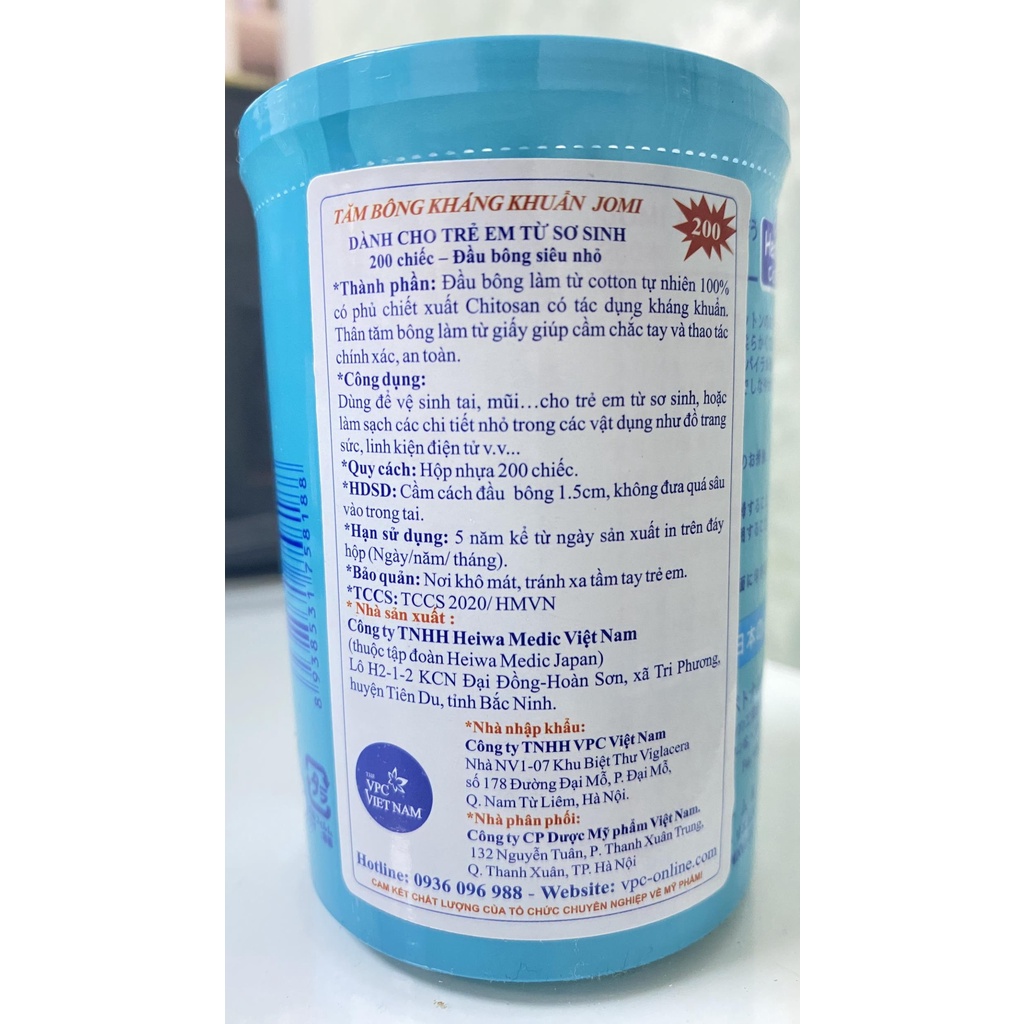 TĂM BÔNG KHÁNG KHUẨN JOMI
200
DÀNH CHO TRẺ EM TỪ SƠ SINH
200 chiếc – Đầu bông siêu nhỏ
*Thành phần: Đầu bông làm từ cotton tự nhiên 100%
có phủ chiết xuất Chitosan có tác dụng kháng khuẩn.
Thân tăm bông làm từ giấy giúp cầm chắc tay và thao tác
chính xác, an toàn.
*Công dụng:
Dùng để vệ sinh tai, mũi…cho trẻ em từ sơ sinh, hoặc
làm sạch các chi tiết nhỏ trong các vật dụng như đồ trang
sức, linh kiện điện tử v.v...
*Quy cách: Hộp nhựa 200 chiếc.
*HDSD: Cầm cách đầu bông 1.5cm, không đưa quá sâu
vào trong tai.
*Hạn sử dụng: 5 năm kể từ ngày sản xuất in trên đáy
hộp (Ngày/năm/ tháng).
*Bảo quản: Nơi khô mát, tránh xa tầm tay trẻ em.
*TCCS: TCCS 2020/ HMVN
* Nhà sản xuất :
Công ty TNHH Heiwa Medic Việt Nam
(thuộc tập đoàn Heiwa Medic Japan)
Lô H2-1-2 KCN Đại Đồng-Hoàn Sơn, xã Tri Phương,
huyện Tiên Du, tỉnh Bắc Ninh.
*Nhà nhập khẩu:
Công ty TNHH VPC Việt Nam
Nhà NV1-07 Khu Biệt Thư Viglacera
số 178 Đường Đại Mỗ, P. Đại Mỗ,
Q. Nam Từ Liêm, Hà Nội.
*Nhà phân phối:
Công ty CP Dược Mỹ phẩm Việt Nam.
132 Nguyễn Tuân, P. Thanh Xuân Trung,
Q. Thanh Xuân, TP. Hà Nội
THE
VPC
VIET NAM
Hotline: 0936 096 988 - Website: vpc-online.com
CAM KẾT CHẤT LƯỢNG CỦA TỔ CHỨC CHUYÊN NGHIỆP VỀ MỸ PHẨM!
8 938531 758188
日本の